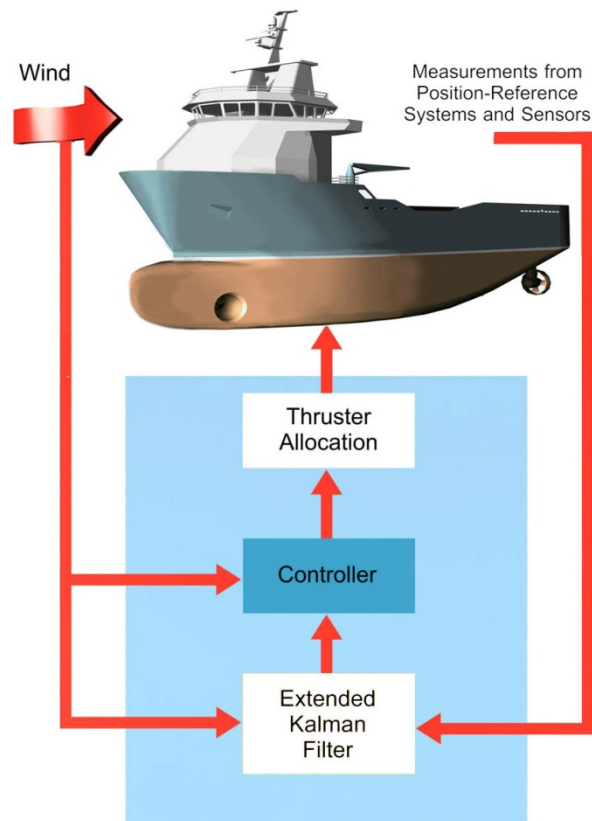 Wind
Measurements from
Position-Reference
Systems and Sensors
Thruster
Allocation
Controller
Extended
Kalman
Filter